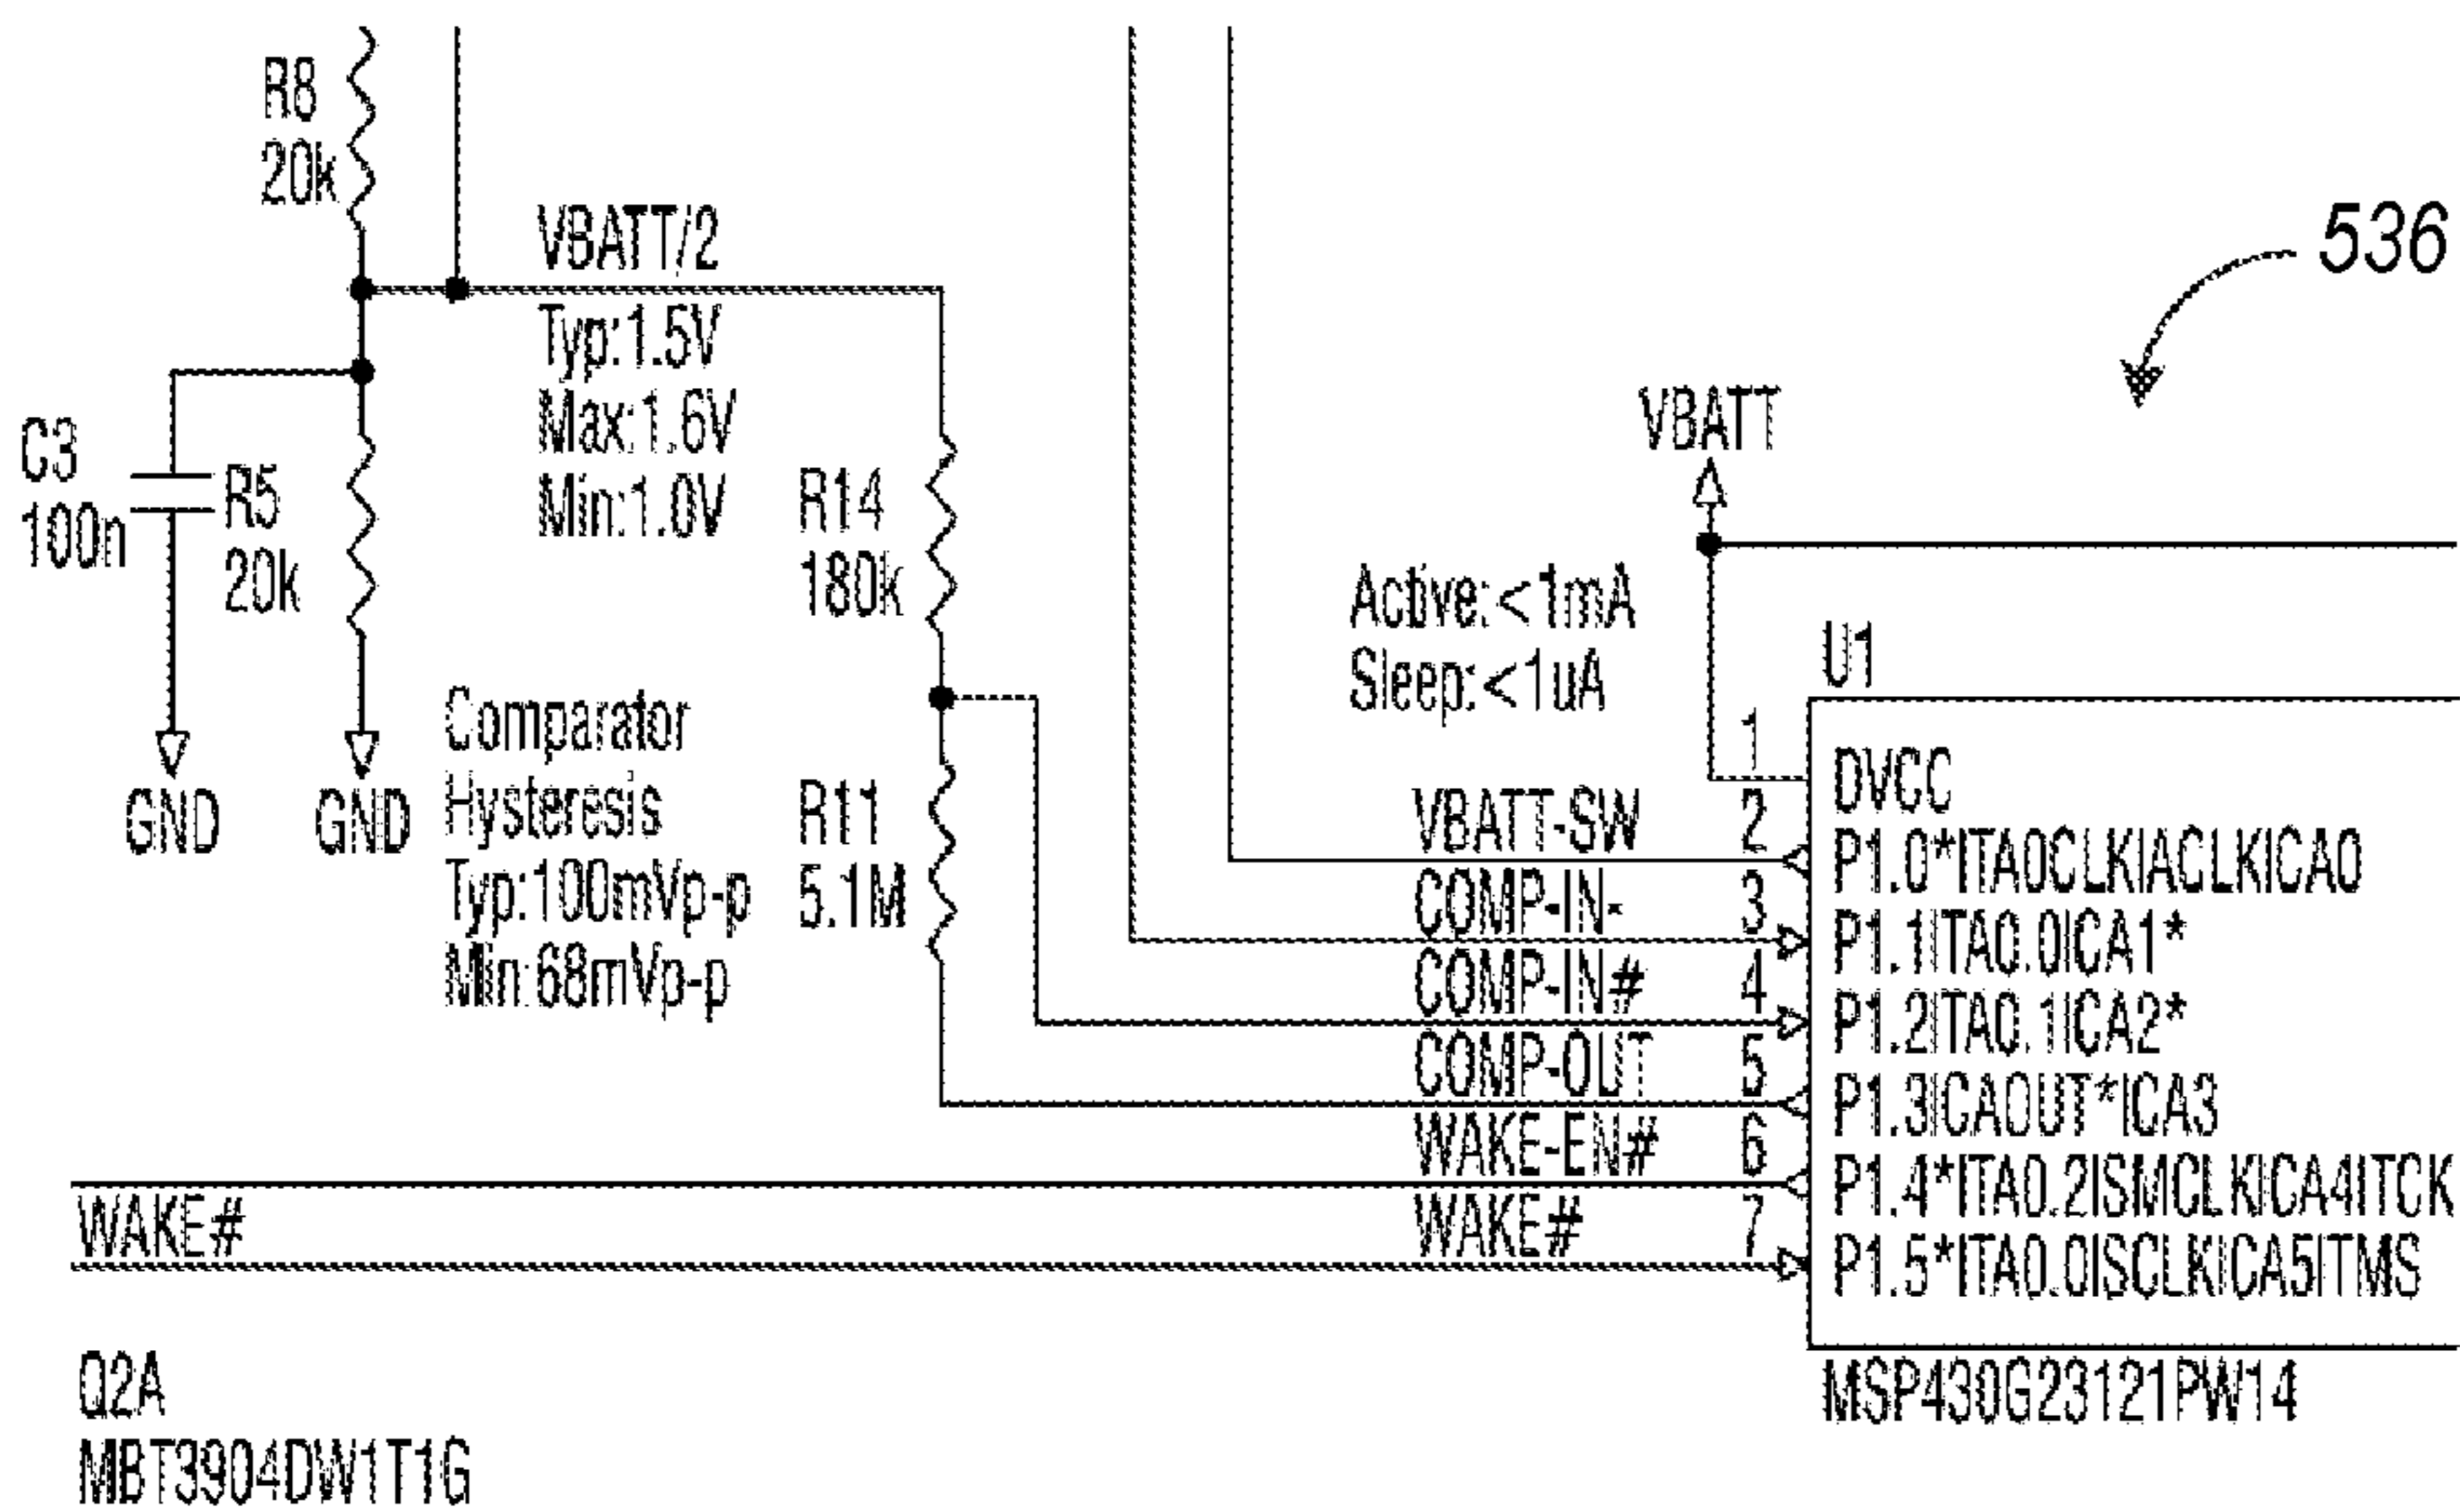 R8
20k
VBATT/2
Typ:1.5V
Max:1.6V
Min:1.0V
536
C3
100n
R5
20k
R14
180k
VBATT
Active:<1mA
Sleep:<1uA
GND
GND
Comparator
Hysteresis
Typ:100mVp-p
Min:68mVp-p
R11
5.1M
U1
1
DVCC
VBATT-SW 2
P1.0*ITA0CLKIACLKICA0
COMP-IN- 3
P1.1ITA0.0ICA1*
COMP-IN# 4
P1.2ITA0.1ICA2*
COMP-OUT 5
P1.3ICAOUT*ICA3
WAKE-EN# 6
P1.4*ITA0.2ISMCLKICA4ITCK
WAKE#
WAKE# 7
P1.5*ITA0.0ISCLKICA5ITMS
Q2A
MBT3904DW1T1G
MSP430G23121PW14